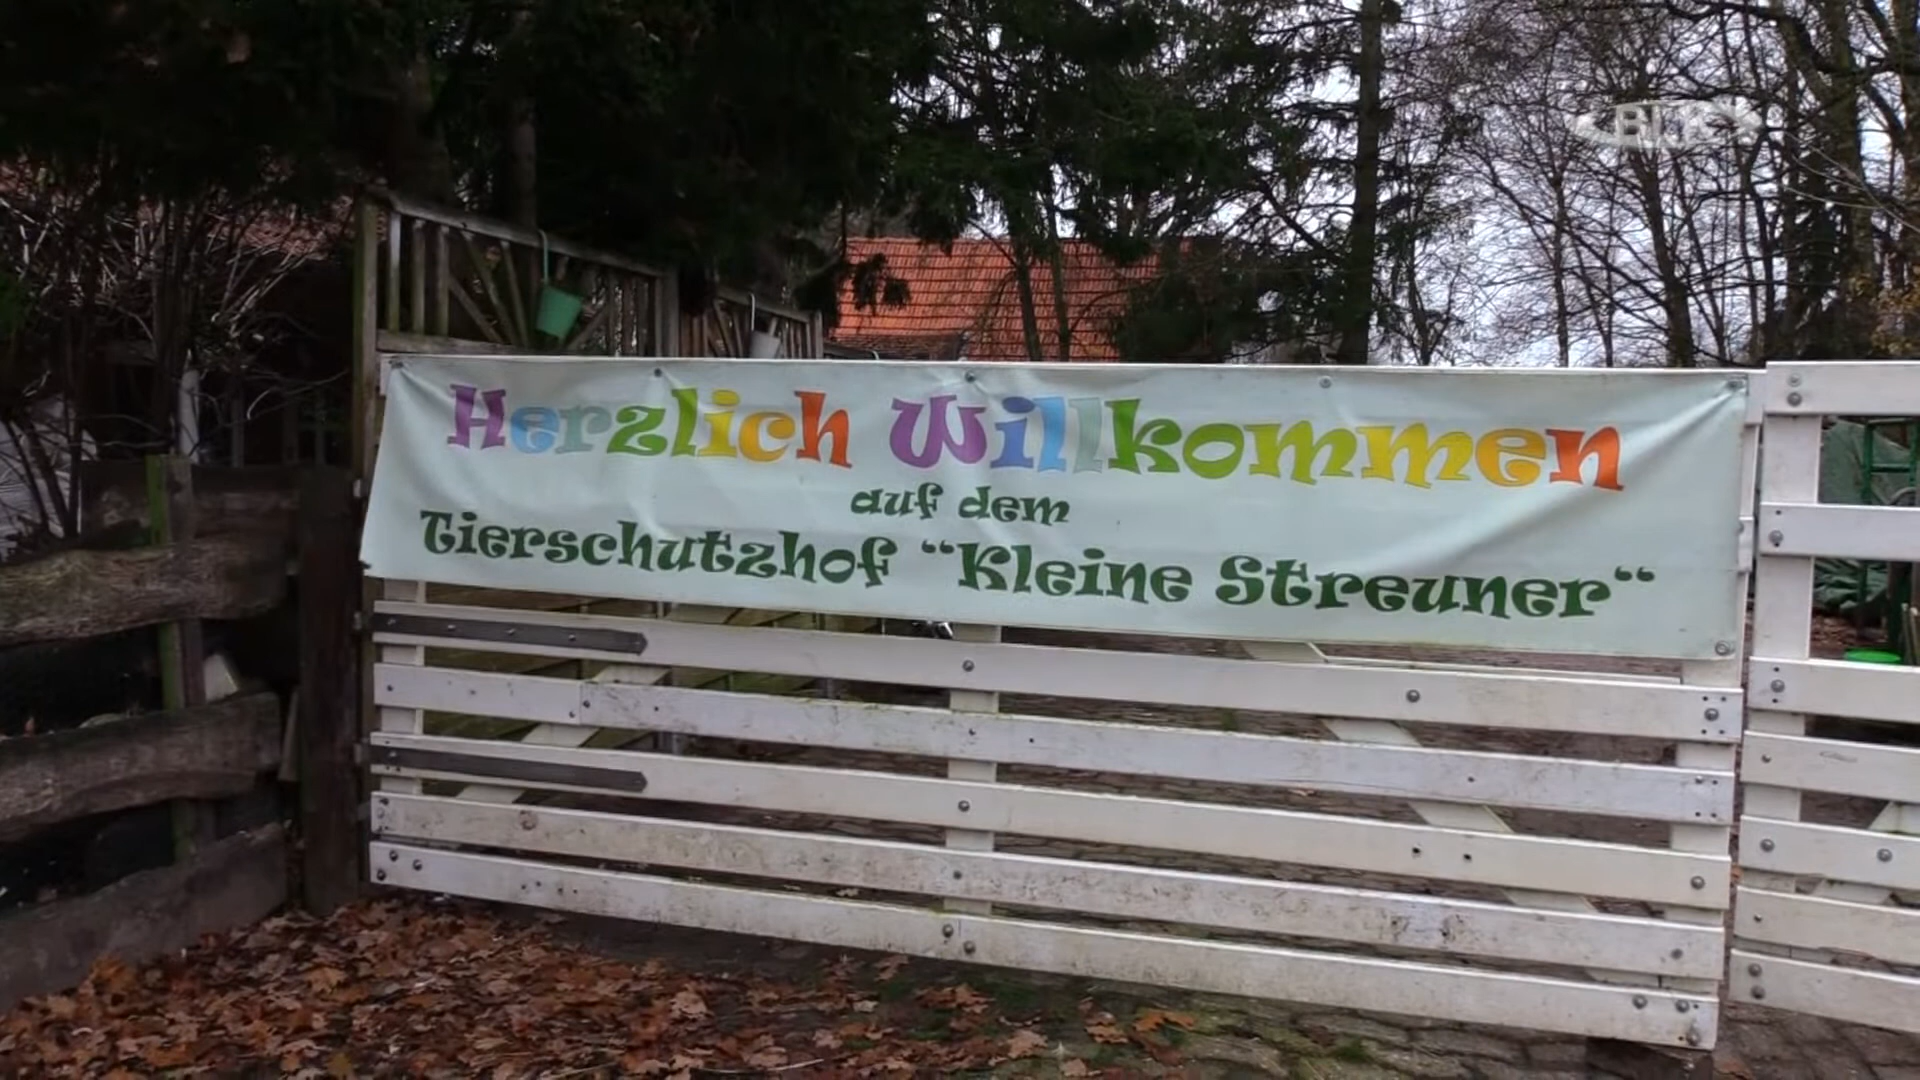 Herzlich Willkommen
auf dem
Tierschutzhof “Kleine Streuner“